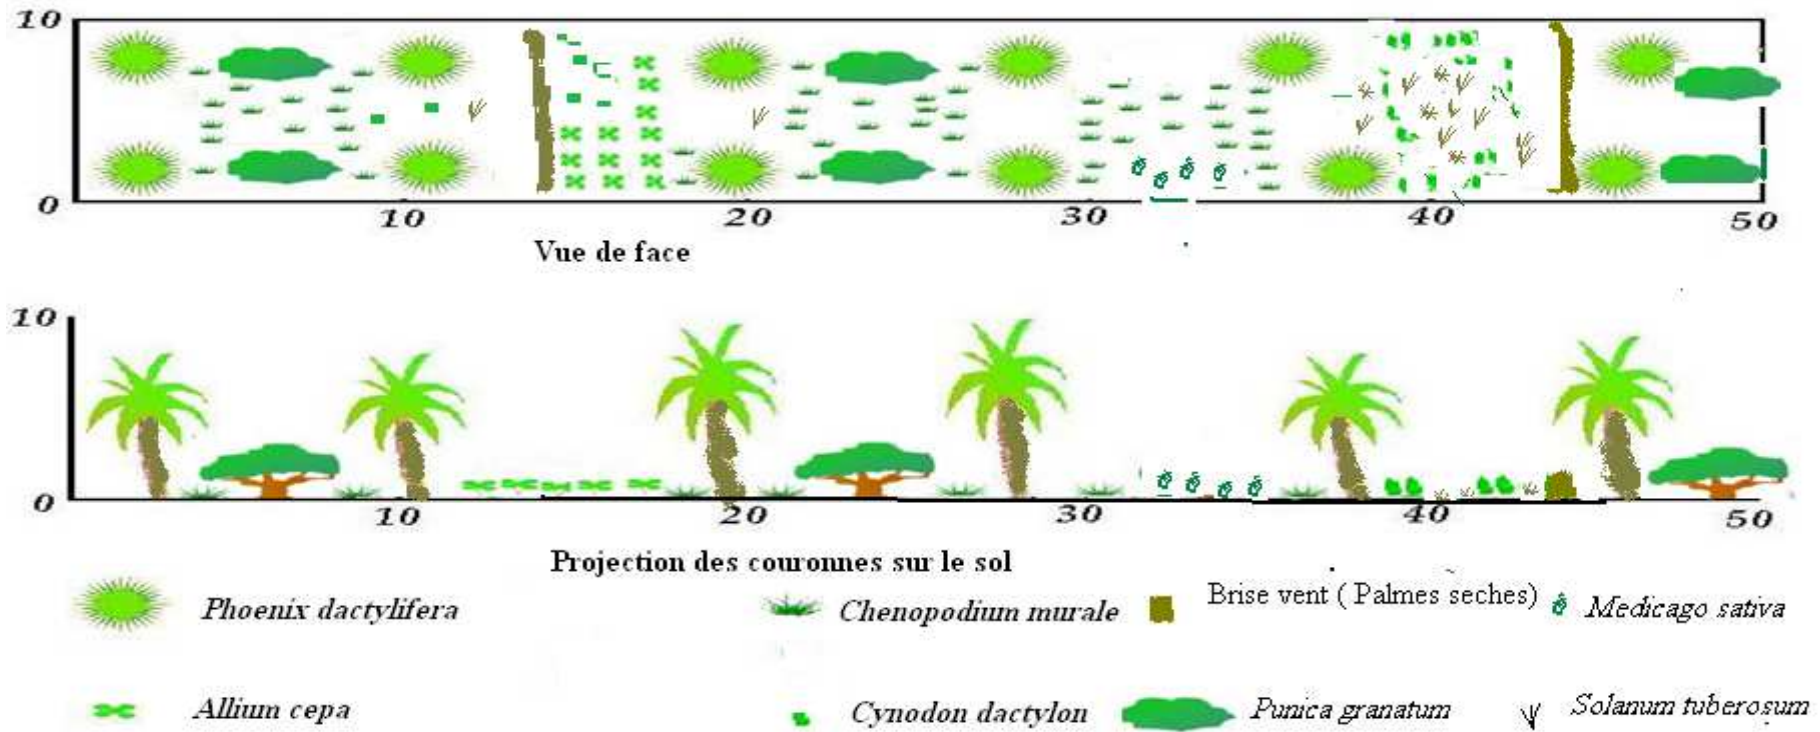 10
0
10 20 30 40 50
Vue de face
10
0
10 20 30 40 50
Projection des couronnes sur le sol
Phoenix dactylifera
Chenopodium murale
Brise vent ( Palmes seches)
Medicago sativa
Allium cepa
Cynodon dactylon
Punica granatum
Solanum tuberosum